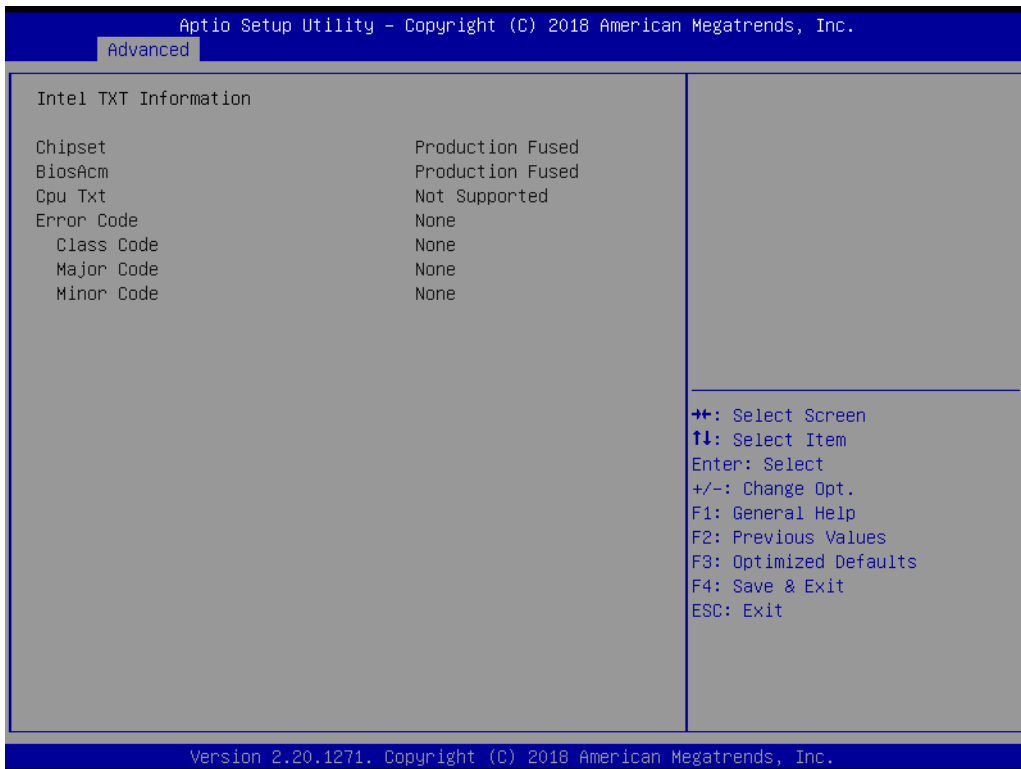 Aptio Setup Utility – Copyright (C) 2018 American Megatrends, Inc.
Advanced
Intel TXT Information
Chipset Production Fused
BiosAcm Production Fused
Cpu Txt Not Supported
Error Code None
Class Code None
Major Code None
Minor Code None
→←: Select Screen
↑↓: Select Item
Enter: Select
+/-: Change Opt.
F1: General Help
F2: Previous Values
F3: Optimized Defaults
F4: Save & Exit
ESC: Exit
Version 2.20.1271. Copyright (C) 2018 American Megatrends, Inc.